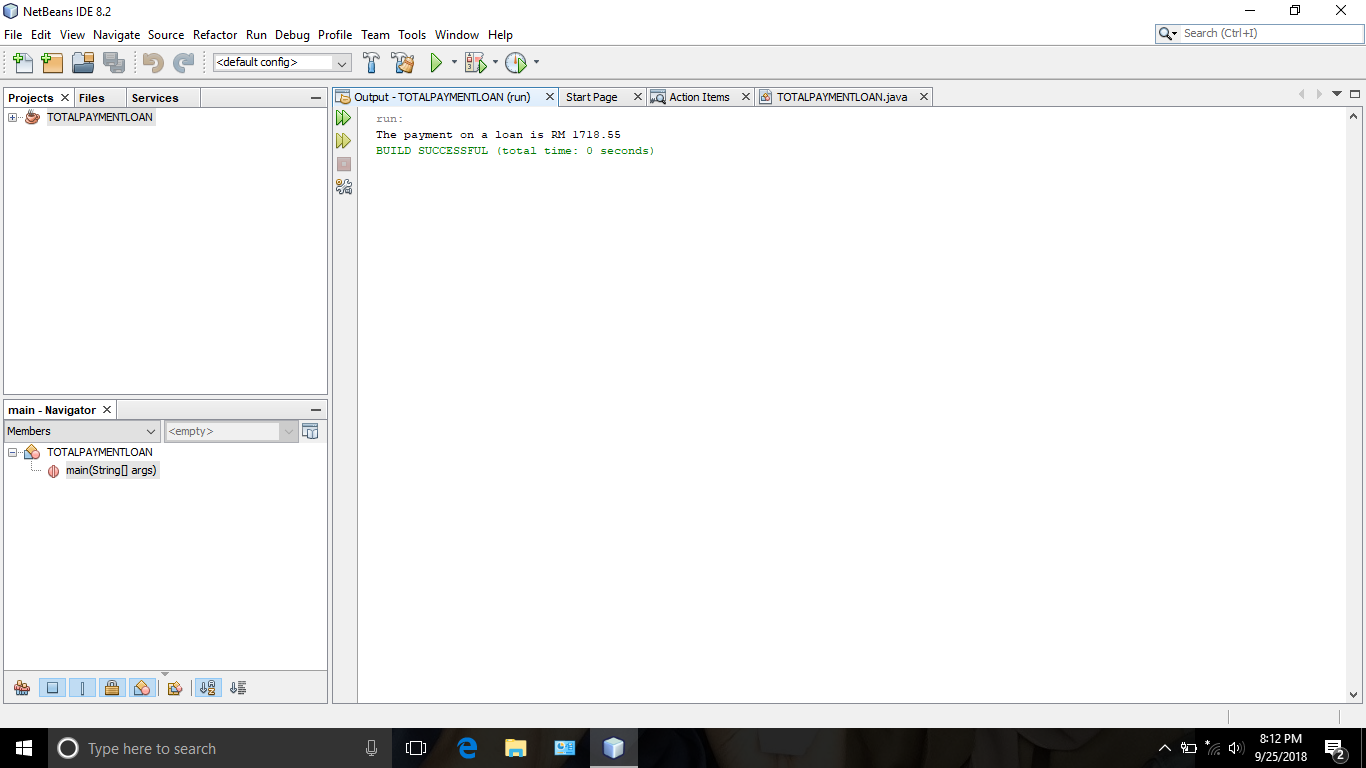 NetBeans IDE 8.2
File Edit View Navigate Source Refactor Run Debug Profile Team Tools Window Help
Search (Ctrl+I)
<default config>
Projects Files Services
TOTALPAYMENTLOAN
Output - TOTALPAYMENTLOAN (run) Start Page Action Items TOTALPAYMENTLOAN.java
run:
The payment on a loan is RM 1718.55
BUILD SUCCESSFUL (total time: 0 seconds)
main - Navigator
Members <empty>
TOTALPAYMENTLOAN
main(String[] args)
Type here to search
8:12 PM
9/25/2018
2